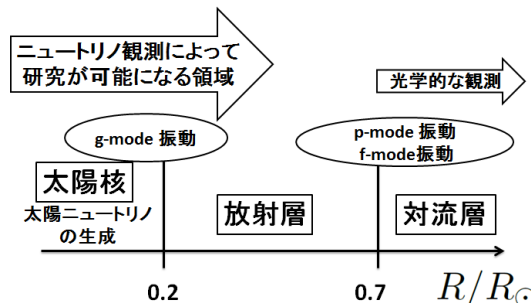 ニュートリノ観測によって
研究が可能になる領域
光学的な観測
g-mode 振動
p-mode 振動
f-mode振動
太陽核
太陽ニュートリノ
の生成
放射層
対流層
0.2
0.7
R/R⊙